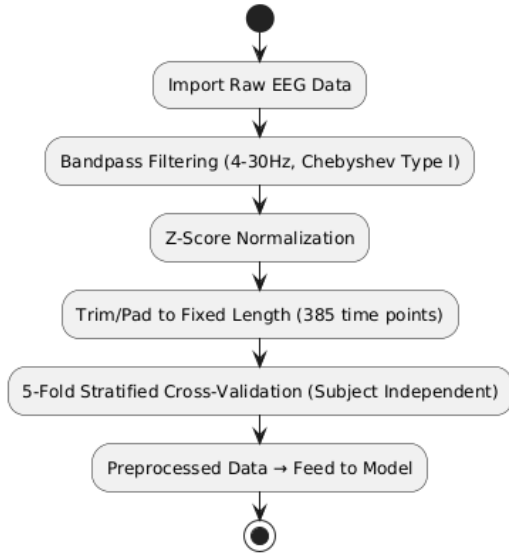 Import Raw EEG Data
Bandpass Filtering (4-30Hz, Chebyshev Type I)
Z-Score Normalization
Trim/Pad to Fixed Length (385 time points)
5-Fold Stratified Cross-Validation (Subject Independent)
Preprocessed Data → Feed to Model